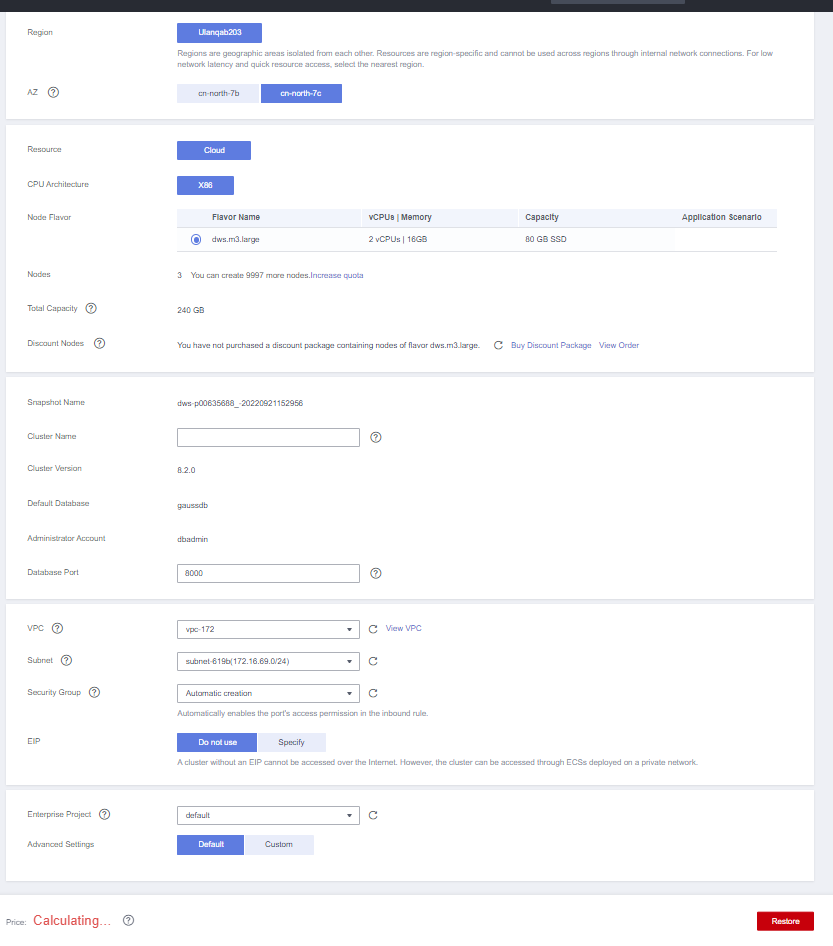 Region
Ulanqab203
Regions are geographic areas isolated from each other. Resources are region-specific and cannot be used across regions through internal network connections. For low
network latency and quick resource access, select the nearest region.
AZ ?
cn-north-7b cn-north-7c
Resource
Cloud
CPU Architecture
X86
Node Flavor
Flavor Name vCPUs | Memory Capacity Application Scenario
dws.m3.large 2 vCPUs | 16GB 80 GB SSD
Nodes
3 You can create 9997 more nodes.Increase quota
Total Capacity ?
240 GB
Discount Nodes ?
You have not purchased a discount package containing nodes of flavor dws.m3.large. Buy Discount Package View Order
Snapshot Name
dws-p00635688_-20220921152956
Cluster Name
?
Cluster Version
8.2.0
Default Database
gaussdb
Administrator Account
dbadmin
Database Port
8000 ?
VPC ?
vpc-172 View VPC
Subnet ?
subnet-619b(172.16.69.0/24)
Security Group ?
Automatic creation
Automatically enables the port's access permission in the inbound rule.
EIP
Do not use Specify
A cluster without an EIP cannot be accessed over the Internet. However, the cluster can be accessed through ECSs deployed on a private network.
Enterprise Project ?
default
Advanced Settings
Default Custom
Price: Calculating... ?
Restore